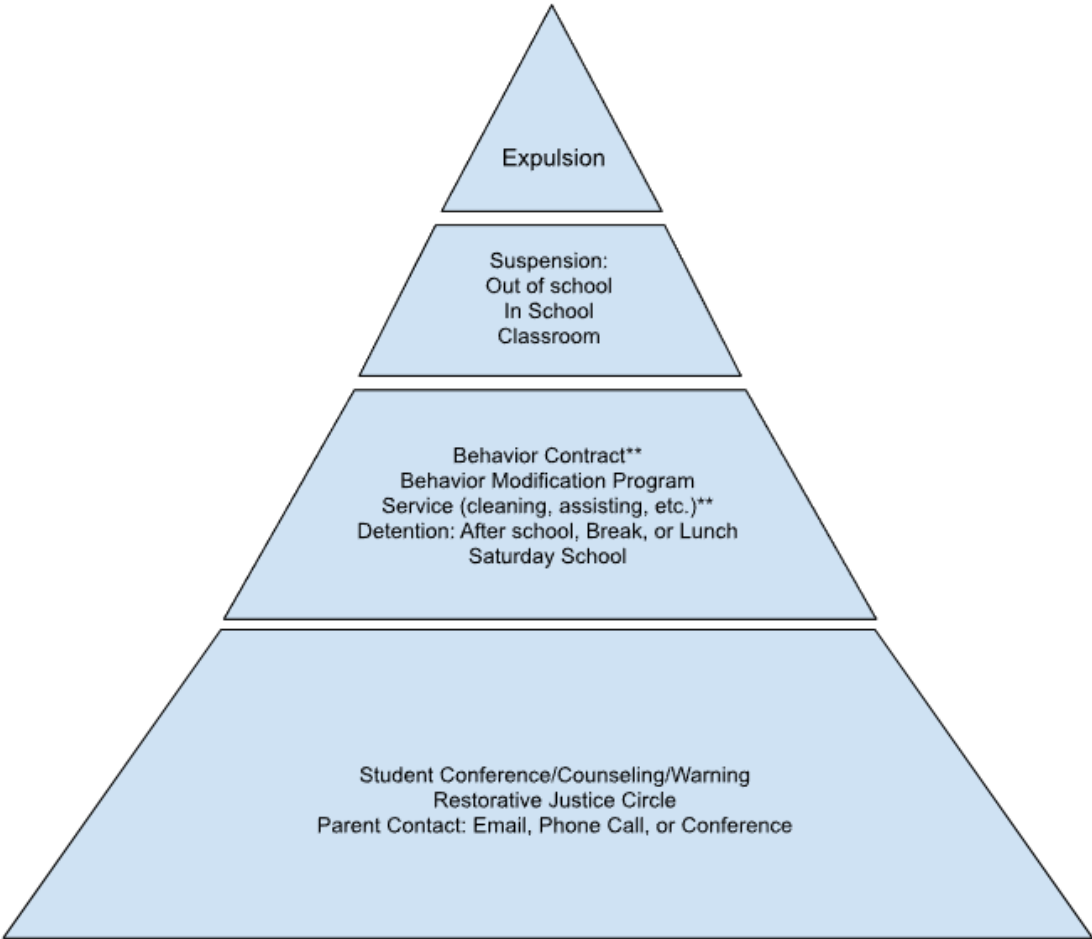 Expulsion
Suspension:
Out of school
In School
Classroom
Behavior Contract**
Behavior Modification Program
Service (cleaning, assisting, etc.)**
Detention: After school, Break, or Lunch
Saturday School
Student Conference/Counseling/Warning
Restorative Justice Circle
Parent Contact: Email, Phone Call, or Conference